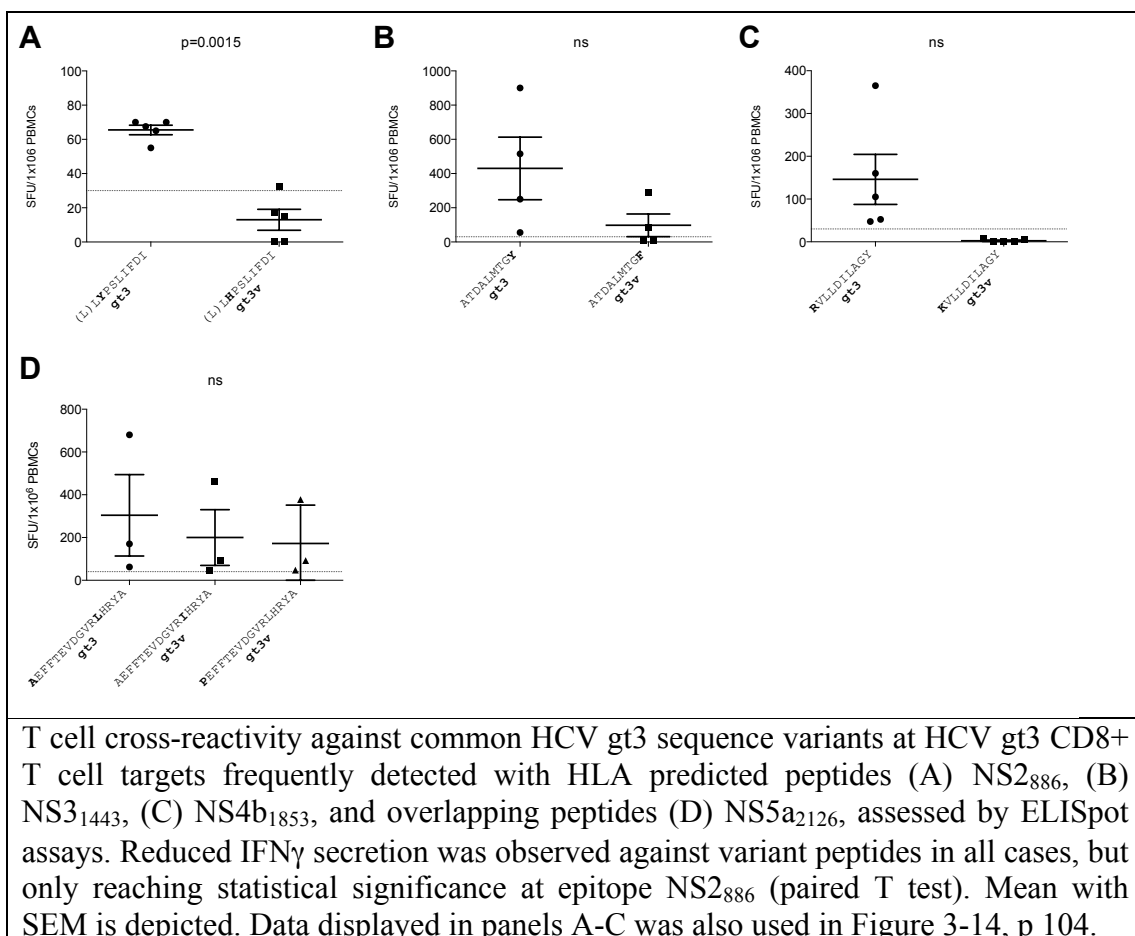 A
p=0.0015
SFU/1x106 PBMCs
100
80
60
40
20
0
(L)LYPSLIFDI
gt3
(L)LHPSLIFDI
gt3v
B
ns
SFU/1x106 PBMCs
1000
800
600
400
200
0
ATDALMTGY
gt3
ATDALMTGF
gt3v
C
ns
SFU/1x106 PBMCs
400
300
200
100
0
RVLLDILAGY
gt3
KVLLDILAGY
gt3v
D
ns
SFU/1x10⁶ PBMCs
800
600
400
200
0
AEFFTEVDGVRLHRYA
gt3
AEFFTEVDGVRIHRYA
gt3v
PEFFTEVDGVRLHRYA
gt3v
T cell cross-reactivity against common HCV gt3 sequence variants at HCV gt3 CD8+
T cell targets frequently detected with HLA predicted peptides (A) NS2₈₈₆, (B)
NS3₁₄₄₃, (C) NS4b₁₈₅₃, and overlapping peptides (D) NS5a₂₁₂₆, assessed by ELISpot
assays. Reduced IFNγ secretion was observed against variant peptides in all cases, but
only reaching statistical significance at epitope NS2₈₈₆ (paired T test). Mean with
SEM is depicted. Data displayed in panels A-C was also used in Figure 3-14, p 104.